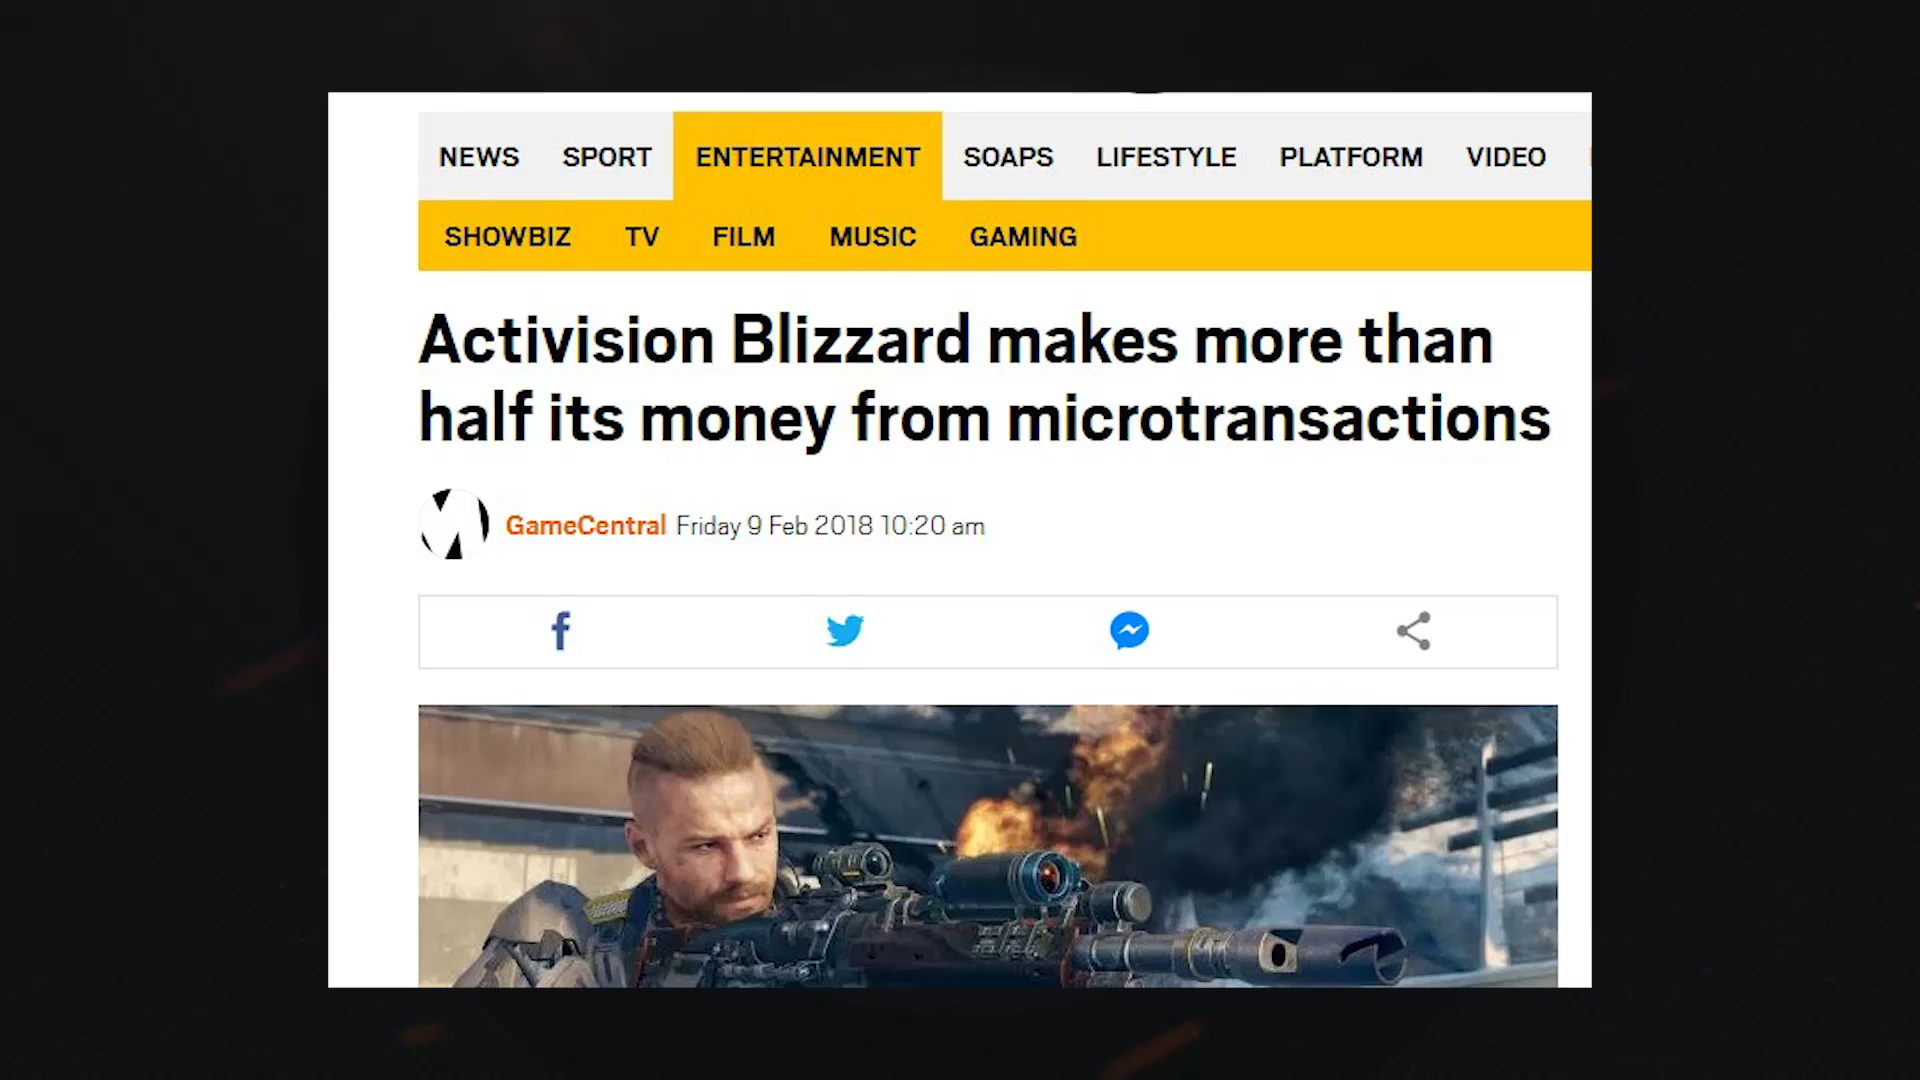 NEWS SPORT ENTERTAINMENT SOAPS LIFESTYLE PLATFORM VIDEO
SHOWBIZ TV FILM MUSIC GAMING
Activision Blizzard makes more than
half its money from microtransactions
GameCentral Friday 9 Feb 2018 10:20 am